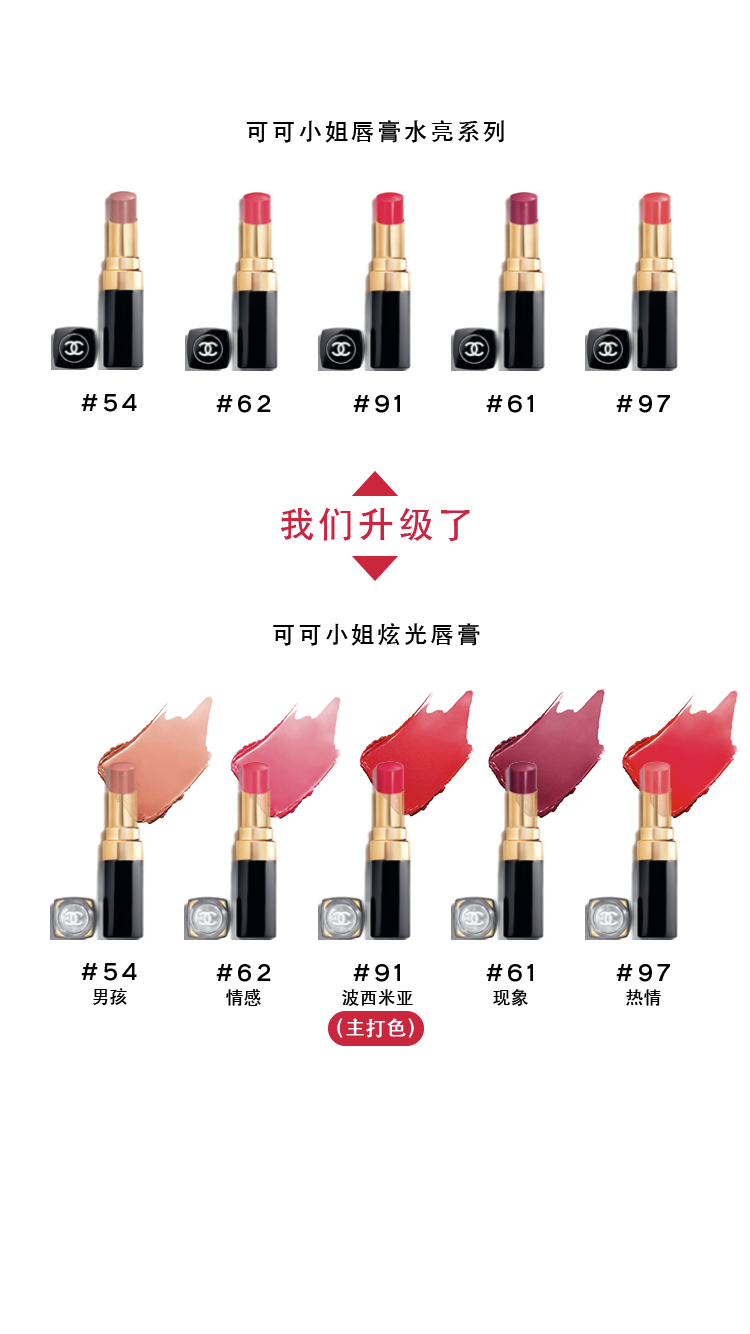 可可小姐唇膏水亮系列
#54 #62 #91 #61 #97
我们升级了
可可小姐炫光唇膏
#54 #62 #91 #61 #97
男孩 情感 波西米亚 现象 热情
(主打色)